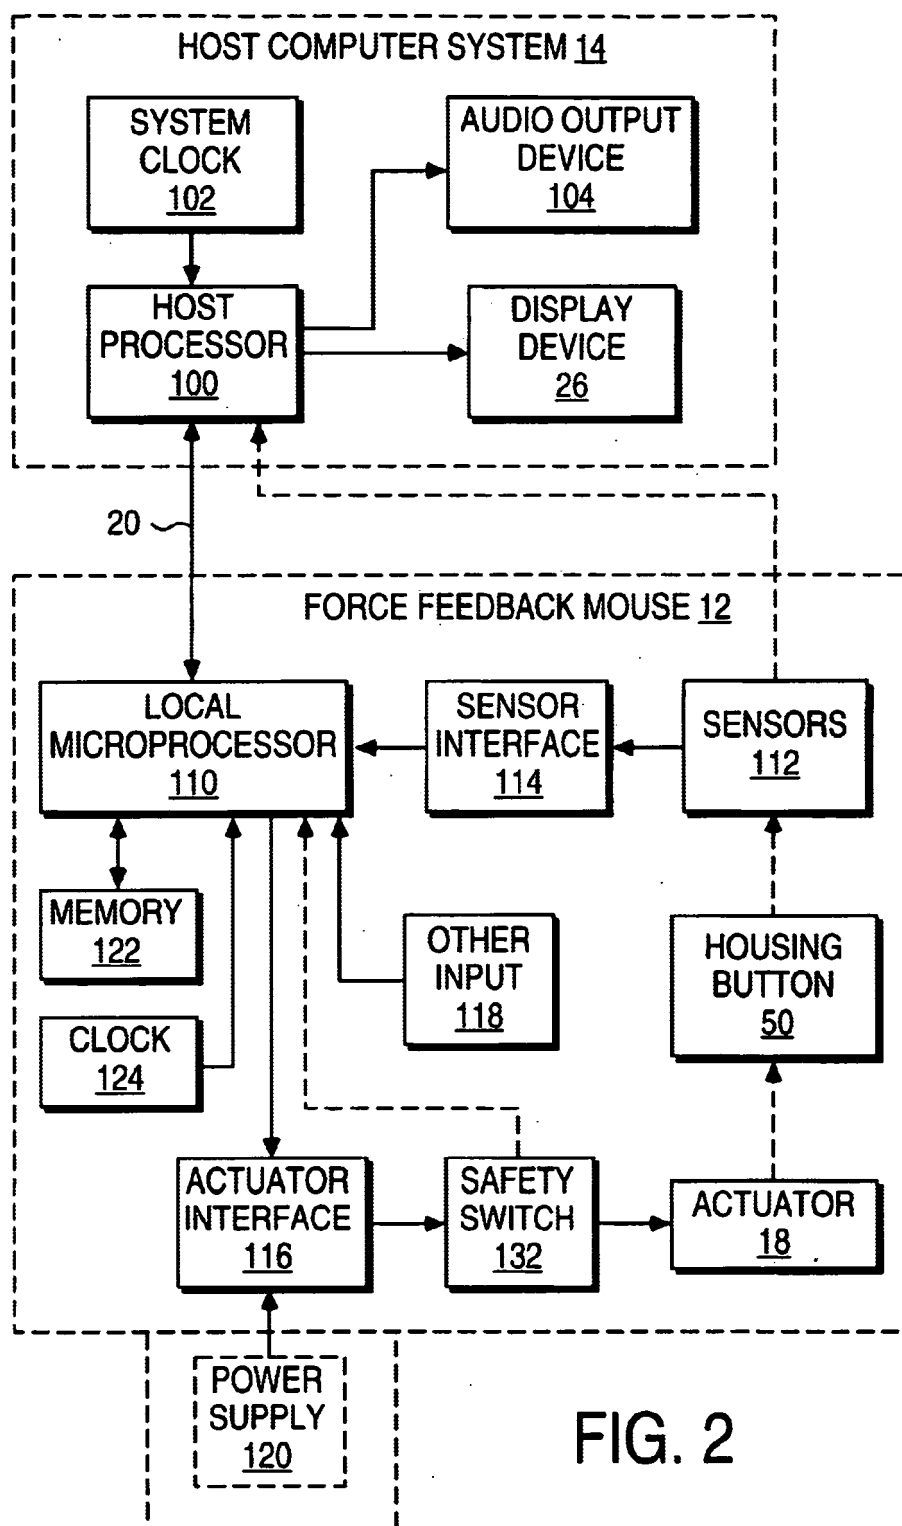 HOST COMPUTER SYSTEM 14
SYSTEM
CLOCK
102
AUDIO OUTPUT
DEVICE
104
HOST
PROCESSOR
100
DISPLAY
DEVICE
26
20
FORCE FEEDBACK MOUSE 12
LOCAL
MICROPROCESSOR
110
SENSOR
INTERFACE
114
SENSORS
112
MEMORY
122
OTHER
INPUT
118
HOUSING
BUTTON
50
CLOCK
124
ACTUATOR
INTERFACE
116
SAFETY
SWITCH
132
ACTUATOR
18
POWER
SUPPLY
120
FIG. 2